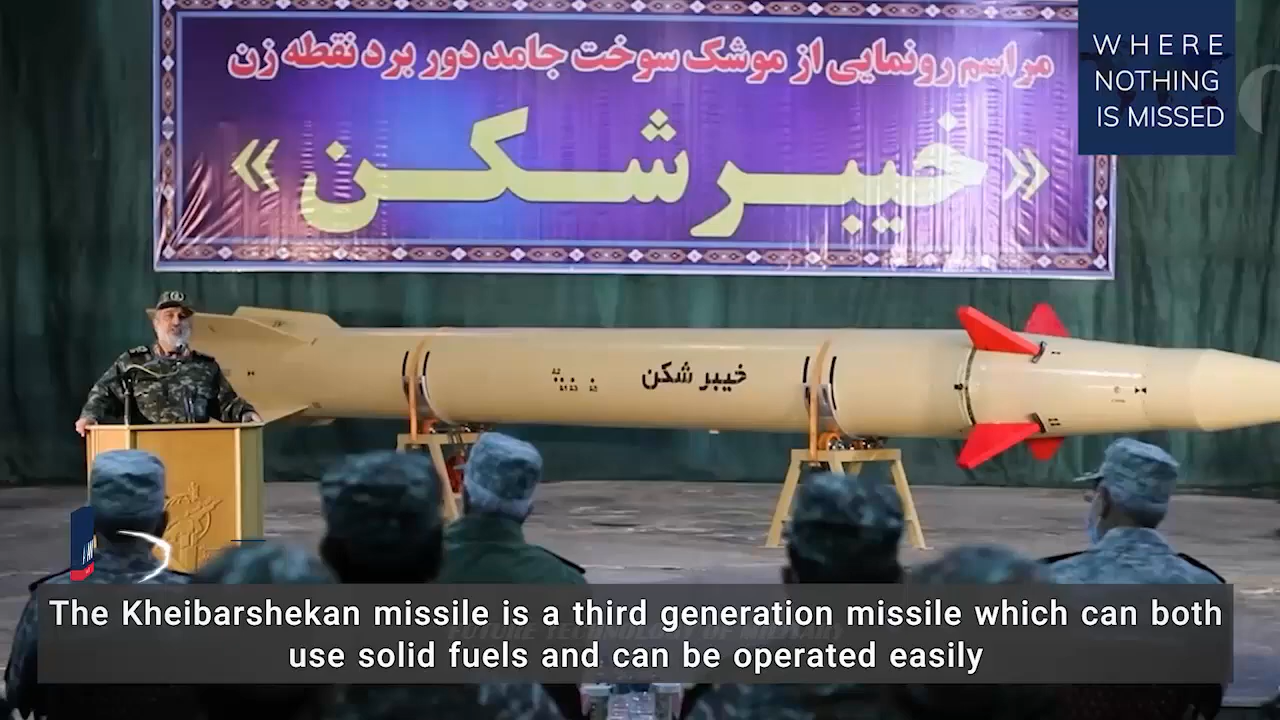 مراسم رونمایی از موشک سوخت جامد دور برد نقطه زن
«خیبر شکن»
WHERE
NOTHING
IS MISSED
خیبر شکن
The Kheibarshekan missile is a third generation missile which can both
use solid fuels and can be operated easily